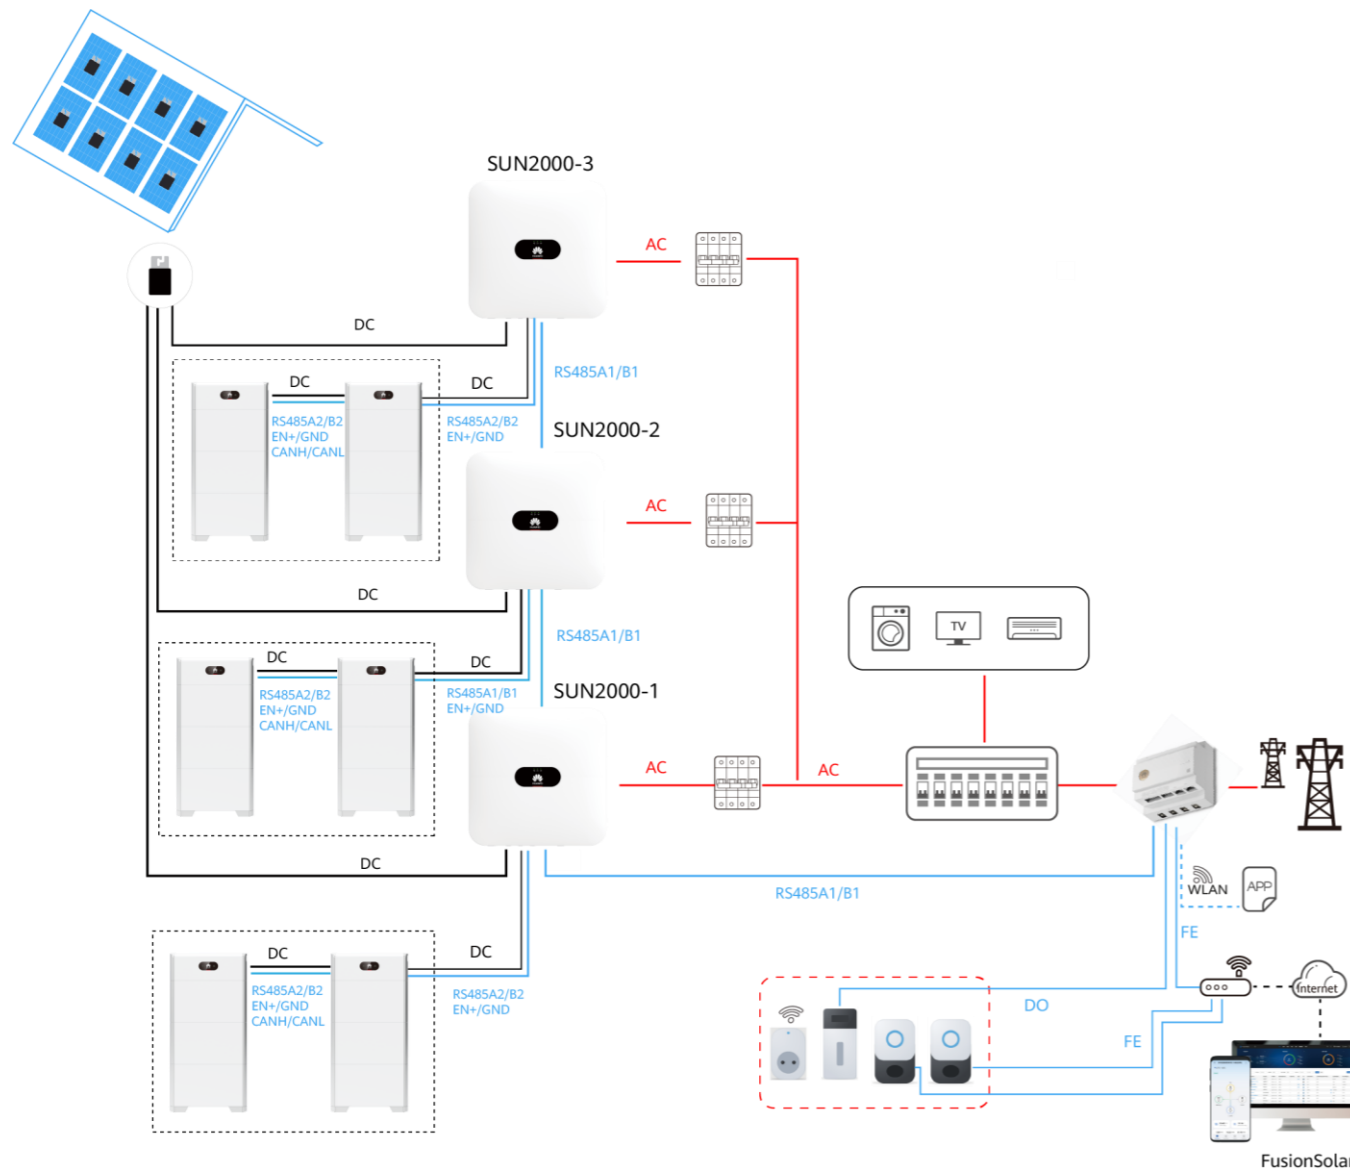 SUN2000-3
AC
DC
RS485A1/B1
DC
DC
RS485A2/B2
EN+/GND
CANH/CANL
RS485A2/B2
EN+/GND
SUN2000-2
AC
DC
TV
RS485A1/B1
DC
DC
RS485A2/B2
EN+/GND
CANH/CANL
RS485A1/B1
EN+/GND
SUN2000-1
AC
AC
DC
RS485A1/B1
WLAN
APP
FE
DC
DC
RS485A2/B2
EN+/GND
CANH/CANL
RS485A2/B2
EN+/GND
Internet
DO
FE
FusionSolar